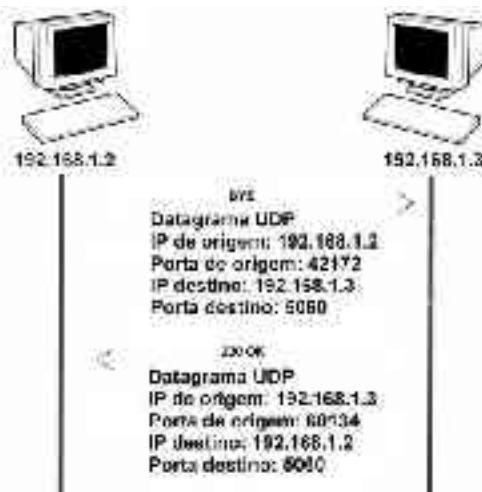 192.168.1.2
192.168.1.3
BYE
Datagrama UDP
IP de origem: 192.168.1.2
Porta de origem: 42172
IP destino: 192.168.1.3
Porta destino: 5060
200 OK
Datagrama UDP
IP de origem: 192.168.1.3
Porta de origem: 60134
IP destino: 192.168.1.2
Porta destino: 5060